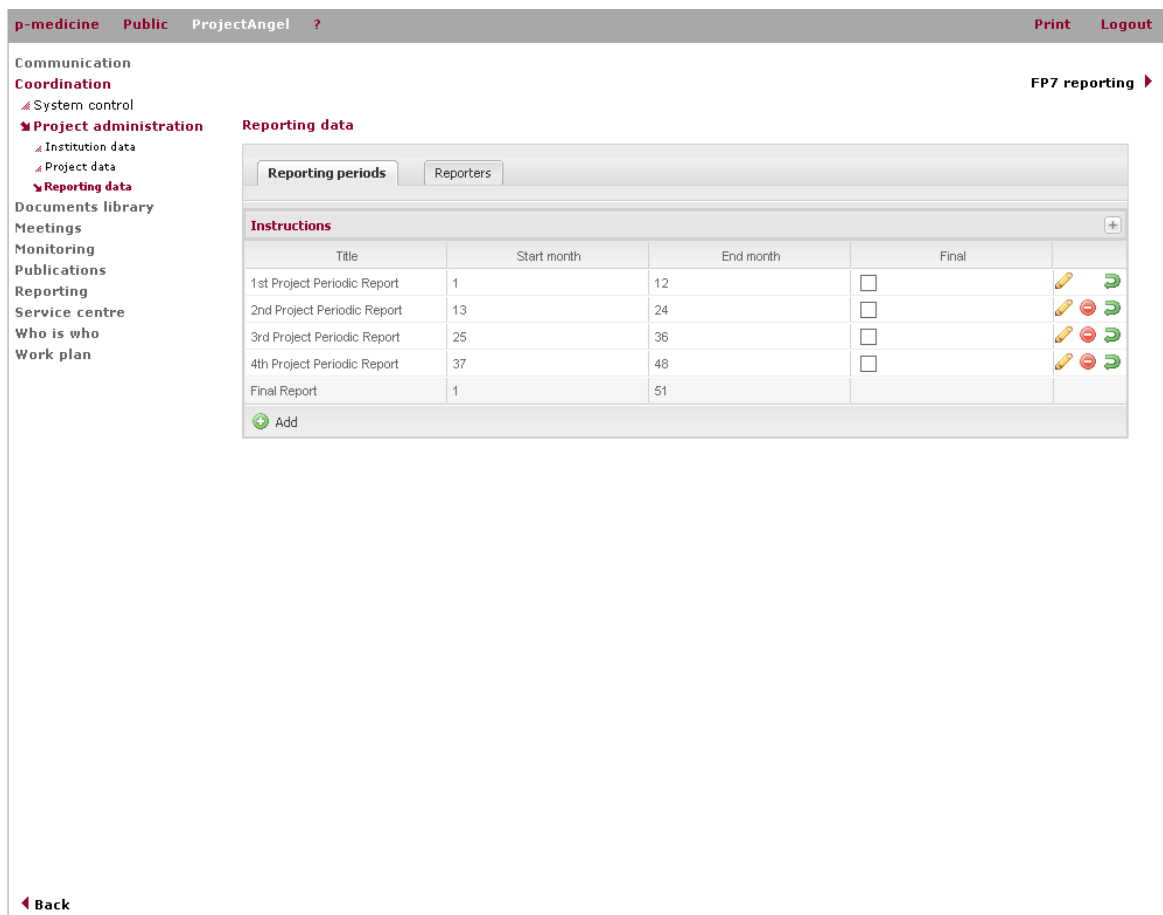 p-medicine Public ProjectAngel ? Print Logout
Communication
Coordination
FP7 reporting
System control
Project administration
Reporting data
Institution data
Project data
Reporting data
Reporting periods Reporters
Documents library
Meetings
Monitoring
Publications
Reporting
Service centre
Who is who
Work plan
Instructions
Title Start month End month Final
1st Project Periodic Report 1 12
2nd Project Periodic Report 13 24
3rd Project Periodic Report 25 36
4th Project Periodic Report 37 48
Final Report 1 51
Add
Back